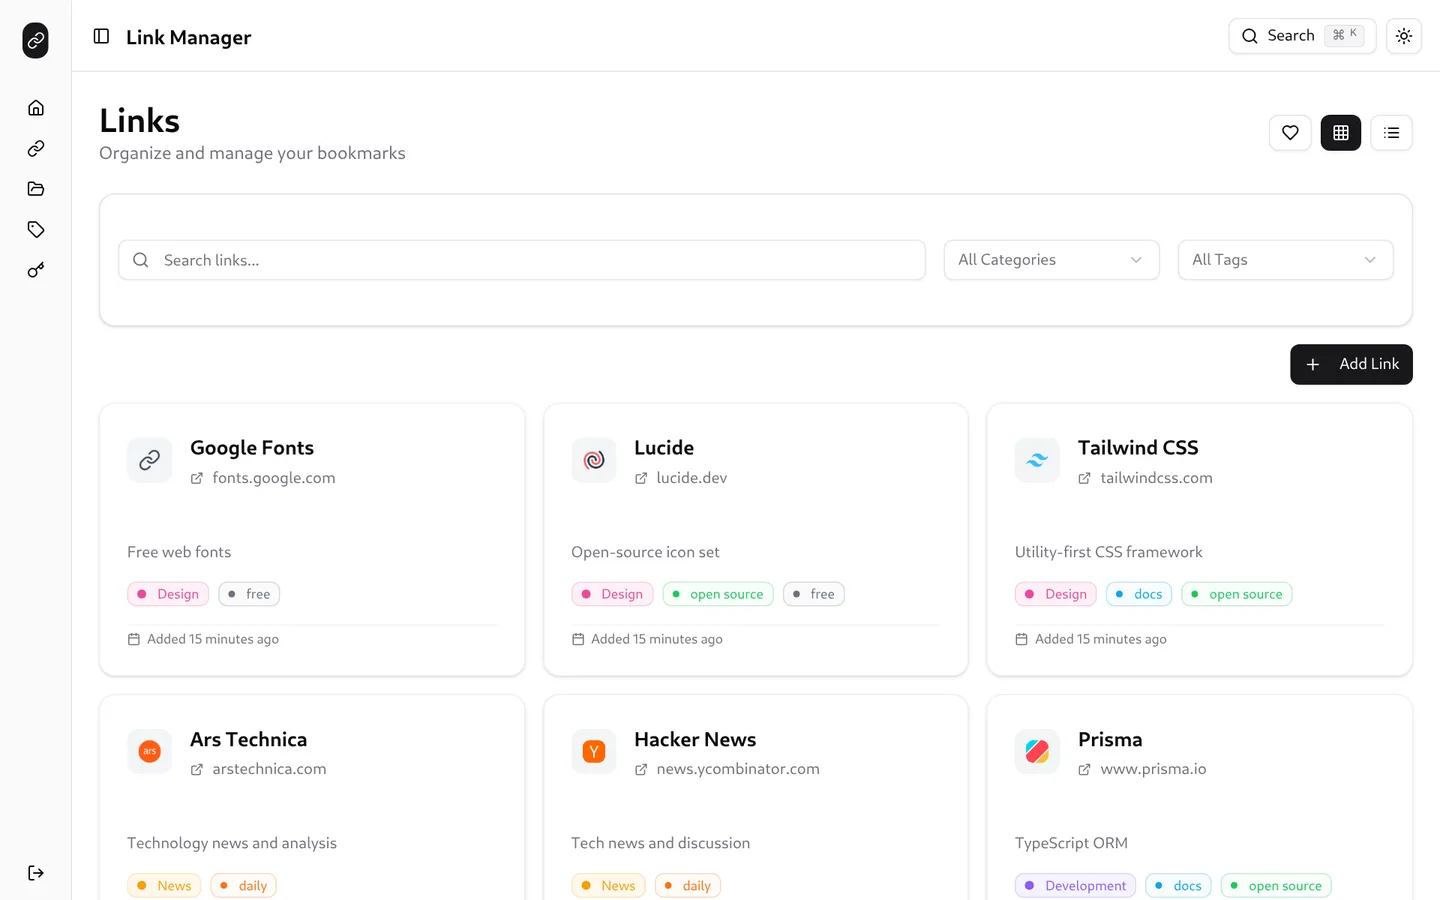 Link Manager
Search ⌘ K
Links
Organize and manage your bookmarks
Search links...
All Categories
All Tags
Add Link
Google Fonts
fonts.google.com
Free web fonts
Design
free
Added 15 minutes ago
Lucide
lucide.dev
Open-source icon set
Design
open source
free
Added 15 minutes ago
Tailwind CSS
tailwindcss.com
Utility-first CSS framework
Design
docs
open source
Added 15 minutes ago
ars
Ars Technica
arstechnica.com
Technology news and analysis
News
daily
Y
Hacker News
news.ycombinator.com
Tech news and discussion
News
daily
Prisma
www.prisma.io
TypeScript ORM
Development
docs
open source